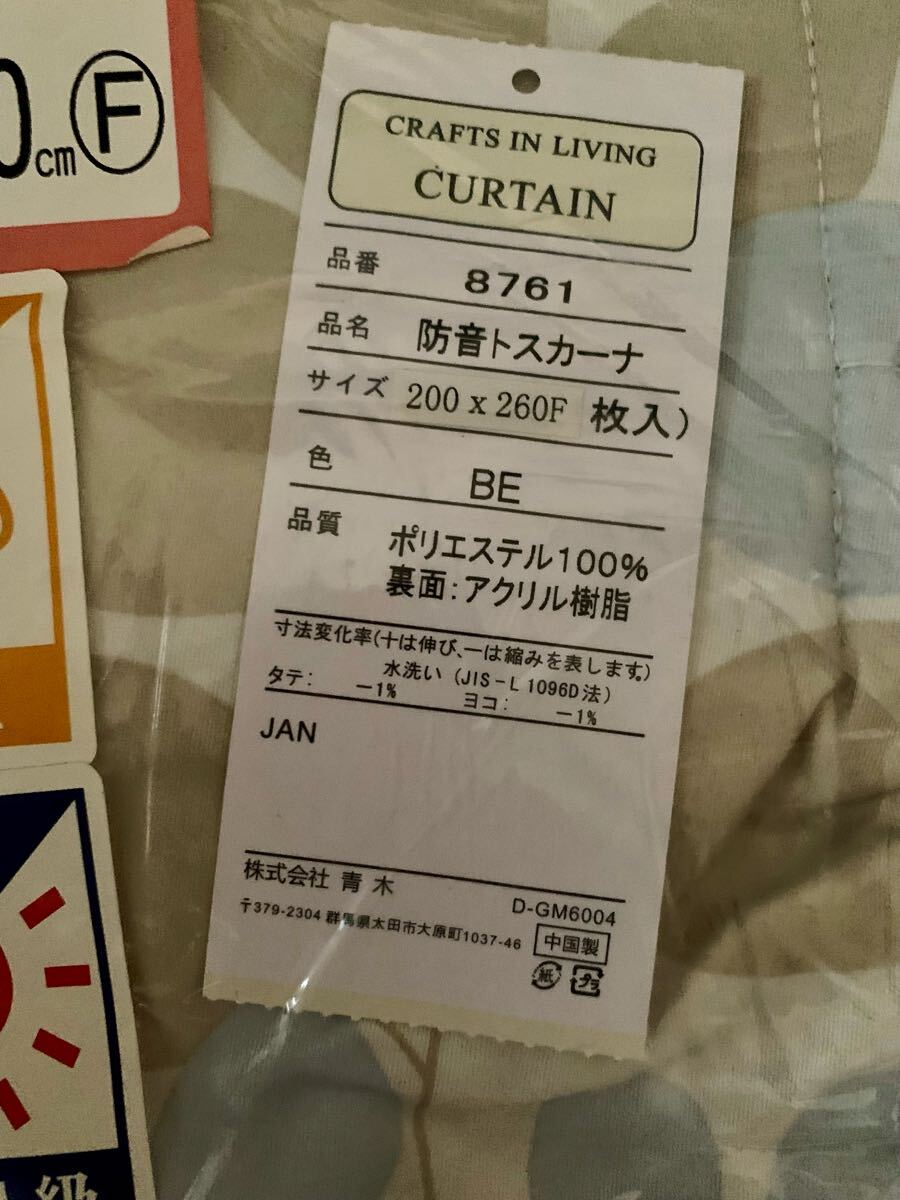 0cm Ⓕ
CRAFTS IN LIVING
CURTAIN
品番 8761
品名 防音トスカーナ
サイズ 200 x 260F 枚入)
色 BE
品質 ポリエステル100%
裏面:アクリル樹脂
寸法変化率(十は伸び、一は縮みを表します。)
水洗い (JIS-L 1096D法)
タテ: -1% ヨコ: -1%
JAN
株式会社 青木
D-GM6004
〒379-2304 群馬県太田市大原町1037-46
中国製
紙 プラ
級